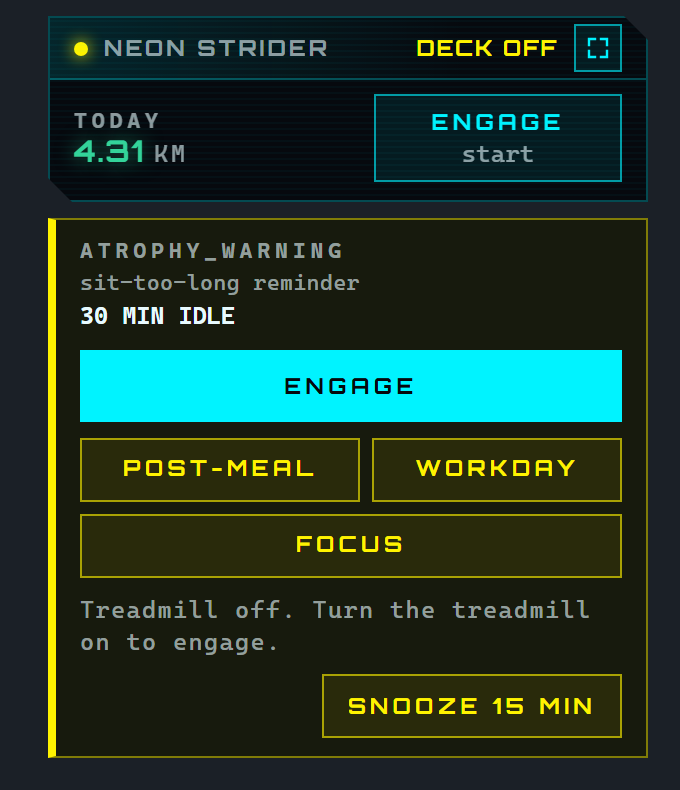 NEON STRIDER DECK OFF
TODAY
4.31 KM
ENGAGE
start
ATROPHY_WARNING
sit-too-long reminder
30 MIN IDLE
ENGAGE
POST-MEAL WORKDAY
FOCUS
Treadmill off. Turn the treadmill
on to engage.
SNOOZE 15 MIN